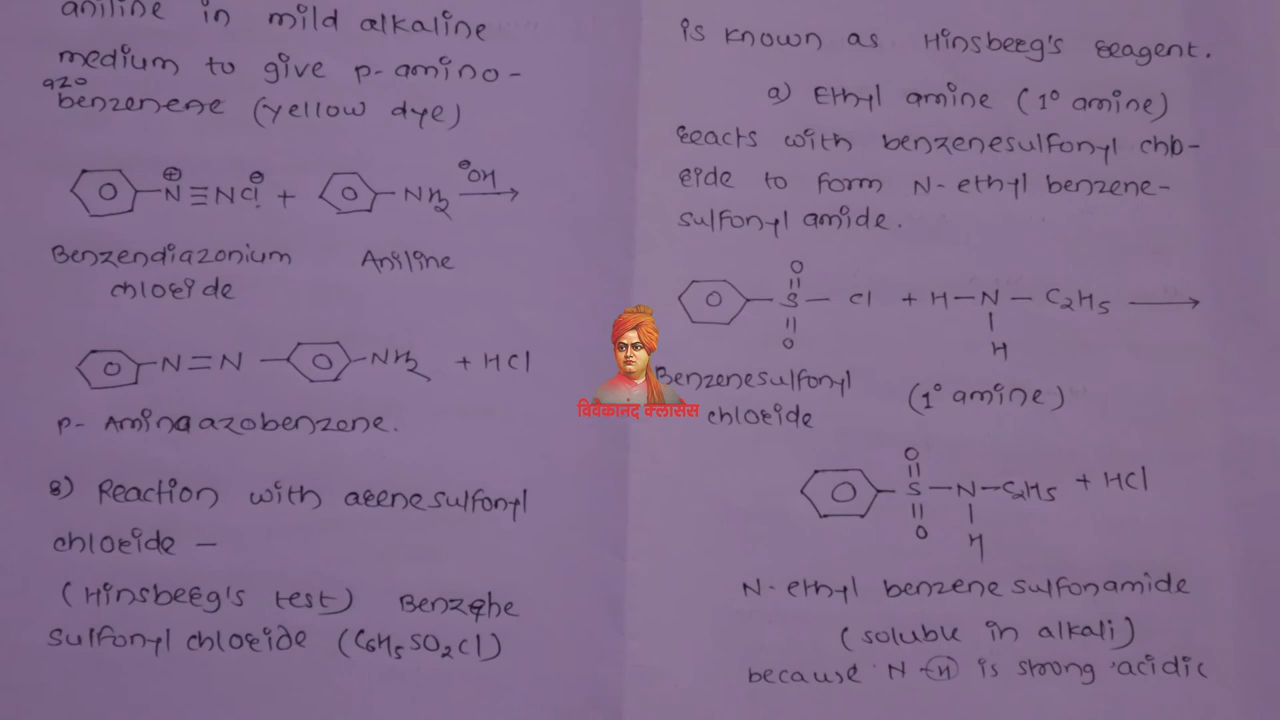 aniline in mild alkaline
medium to give p-amino-
azo
benzenene (yellow dye)
⊕ ⊖ ⊖OH
N≡NCl + NH2 →
Benzendiazonium Aniline
chloride
N=N — NH2 + HCl
p- Aminoazobenzene.
8) Reaction with arenesulfonyl
chloride —
(Hinsberg's test) Benzene
sulfonyl chloride (C6H5SO2Cl)
is known as Hinsberg's reagent.
a) Ethyl amine (1° amine)
reacts with benzenesulfonyl chlo-
ride to form N-ethyl benzene-
sulfonyl amide.
O
S — Cl + H—N — C2H5 →
O H
Benzenesulfonyl (1° amine)
chloride
O
S—N—C2H5 + HCl
O H
N-ethyl benzene sulfonamide
(soluble in alkali)
because N-H is strong acidic
विवेकानंद क्लासेस